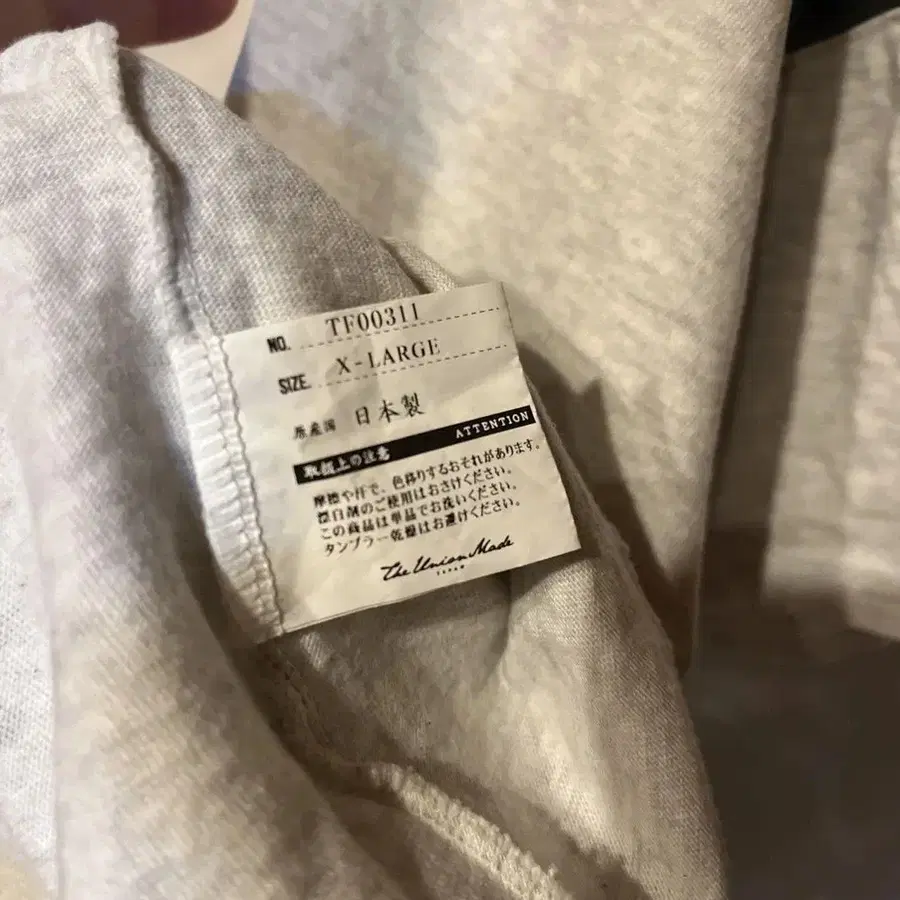 NO. TF00311
SIZE. X-LARGE
原産国 日本製
取扱上の注意 ATTENTION
摩擦や汗で、色移りするおそれがあります。
漂白剤のご使用はおさけください。
この商品は単品でお洗いください。
タンブラー乾燥はお避けください。
The Union Made
JAPAN